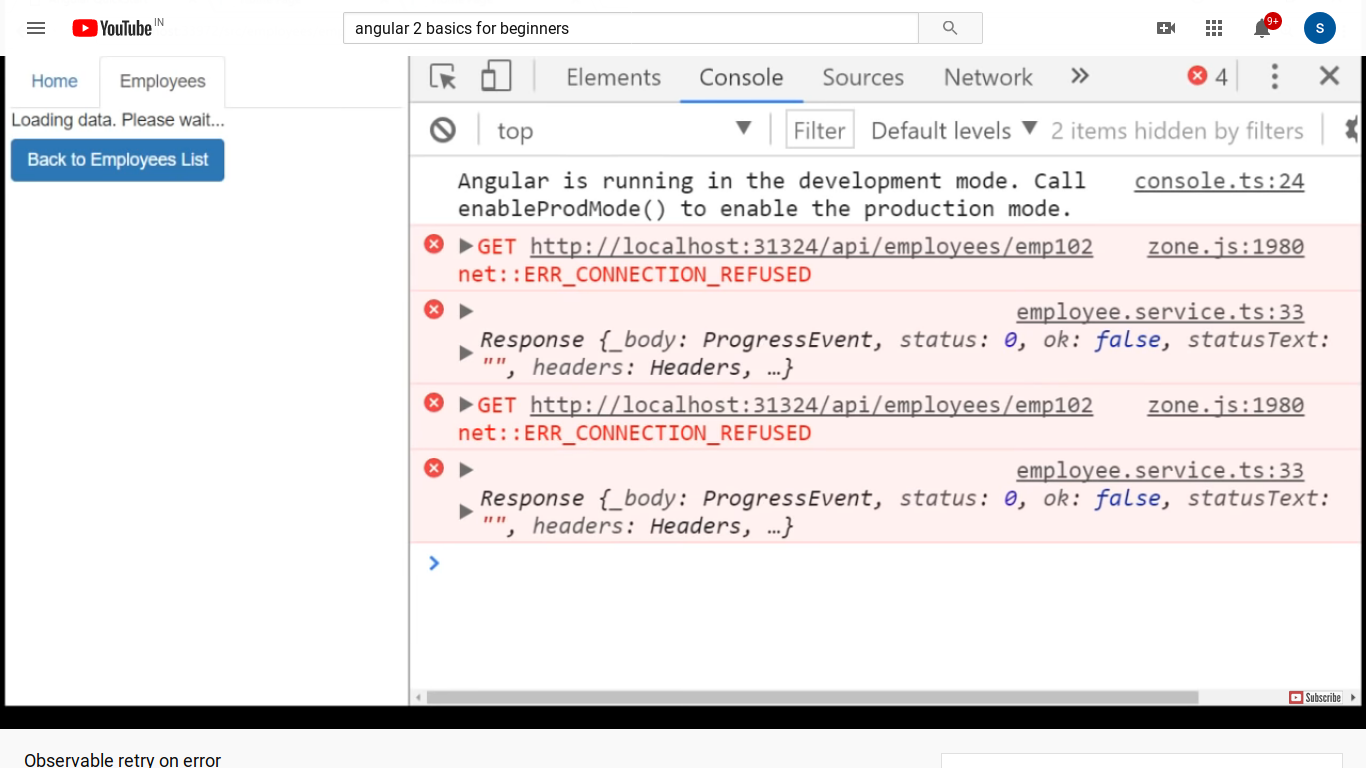 YouTube IN
angular 2 basics for beginners
9+
S
Home
Employees
Loading data. Please wait...
Back to Employees List
Elements
Console
Sources
Network
4
top
Filter
Default levels
2 items hidden by filters
Angular is running in the development mode. Call console.ts:24
enableProdMode() to enable the production mode.
GET http://localhost:31324/api/employees/emp102 zone.js:1980
net::ERR_CONNECTION_REFUSED
employee.service.ts:33
Response {_body: ProgressEvent, status: 0, ok: false, statusText:
"", headers: Headers, …}
GET http://localhost:31324/api/employees/emp102 zone.js:1980
net::ERR_CONNECTION_REFUSED
employee.service.ts:33
Response {_body: ProgressEvent, status: 0, ok: false, statusText:
"", headers: Headers, …}
Subscribe
Observable retry on error